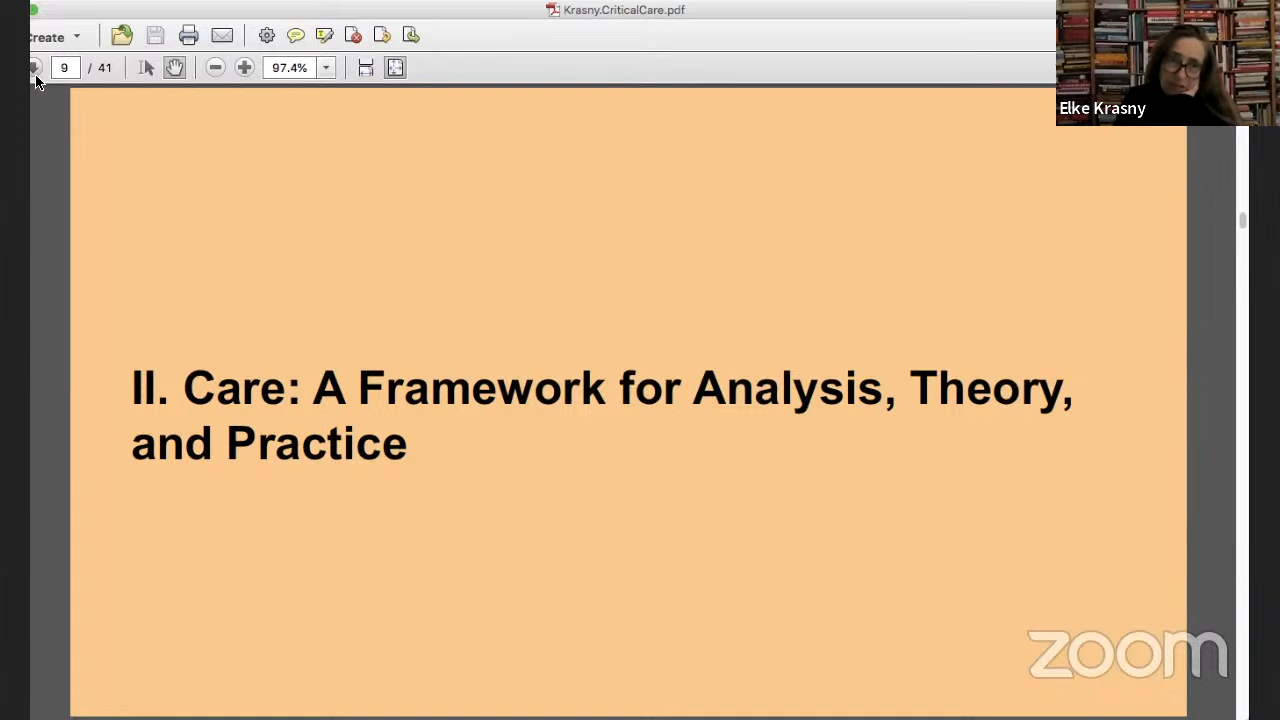 Krasny.CriticalCare.pdf
Create
9 / 41
97.4%
Elke Krasny
II. Care: A Framework for Analysis, Theory,
and Practice
zoom